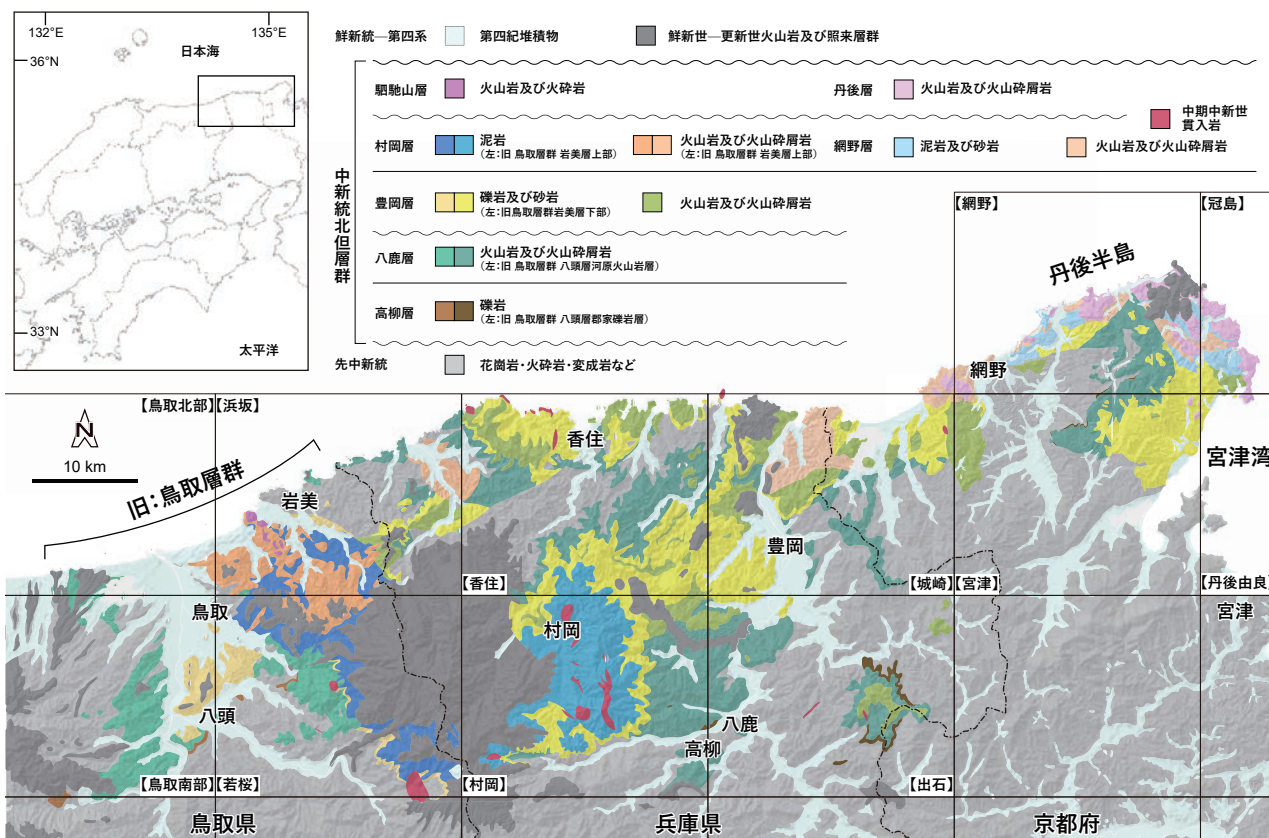 132°E
135°E
36°N
日本海
33°N
太平洋
鮮新統—第四系
第四紀堆積物
鮮新世—更新世火山岩及び照来層群
中新統北但層群
駟馳山層
火山岩及び火砕岩
丹後層
火山岩及び火山砕屑岩
中期中新世
貫入岩
村岡層
泥岩
(左:旧 鳥取層群 岩美層上部)
火山岩及び火山砕屑岩
(左:旧 鳥取層群 岩美層上部)
網野層
泥岩及び砂岩
火山岩及び火山砕屑岩
豊岡層
礫岩及び砂岩
(左:旧鳥取層群岩美層下部)
火山岩及び火山砕屑岩
八鹿層
火山岩及び火山砕屑岩
(左:旧 鳥取層群 八頭層河原火山岩層)
高柳層
礫岩
(左:旧 鳥取層群 八頭層郡家礫岩層)
先中新統
花崗岩・火砕岩・変成岩など
【網野】
【冠島】
丹後半島
網野
【鳥取北部】
【浜坂】
N
10 km
旧:鳥取層群
岩美
香住
宮津湾
豊岡
【香住】
【城崎】
【宮津】
【丹後由良】
鳥取
村岡
宮津
八頭
八鹿
高柳
【鳥取南部】
【若桜】
【村岡】
【出石】
鳥取県
兵庫県
京都府